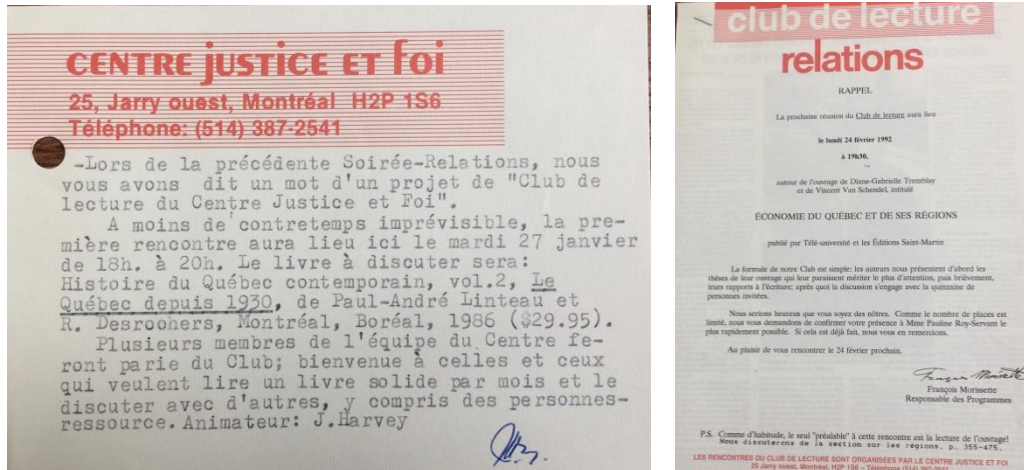 CENTRE JUSTICE ET foi
25, Jarry ouest, Montréal H2P 1S6
Téléphone: (514) 387-2541
-Lors de la précédente Soirée-Relations, nous
vous avons dit un mot d'un projet de "Club de
lecture du Centre Justice et Foi".
A moins de contretemps imprévisible, la pre-
mière rencontre aura lieu ici le mardi 27 janvier
de 18h. à 20h. Le livre à discuter sera:
Histoire du Québec contemporain, vol.2, Le
Québec depuis 1930, de Paul-André Linteau et
R. Desrochers, Montréal, Boréal, 1986 ($29.95).
Plusieurs membres de l'équipe du Centre fe-
ront parie du Club; bienvenue à celles et ceux
qui veulent lire un livre solide par mois et le
discuter avec d'autres, y compris des personnes-
ressource. Animateur: J.Harvey
club de lecture
relations
RAPPEL
La prochaine réunion du Club de lecture aura lieu
le lundi 24 février 1992
à 19h30,
autour de l'ouvrage de Diane-Gabrielle Tremblay
et de Vincent Van Schendel, intitulé
ÉCONOMIE DU QUÉBEC ET DE SES RÉGIONS
publié par Télé-université et les Éditions Saint-Martin
La formule de notre Club est simple: les auteurs nous présentent d'abord les
thèses de leur ouvrage qui leur paraissent mériter le plus d'attention, puis brièvement,
leurs rapports à l'écriture; après quoi la discussion s'engage avec la quinzaine de
personnes invitées.
Nous serions heureux que vous soyez des nôtres. Comme le nombre de places est
limité, nous vous demandons de confirmer votre présence à Mme Pauline Roy-Servant le
plus rapidement possible. Si cela est déjà fait, nous vous en remercions.
Au plaisir de vous rencontrer le 24 février prochain.
François Morissette
François Morissette
Responsable des Programmes
P.S. Comme d'habitude, le seul "préalable" à cette rencontre est la lecture de l'ouvrage!
Nous discuterons de la section sur les régions. p. 355-475.
LES RENCONTRES DU CLUB DE LECTURE SONT ORGANISÉES PAR LE CENTRE JUSTICE ET FOI
25 Jarry ouest, Montréal H2P 1S6 - Téléphone (514) 387-2541